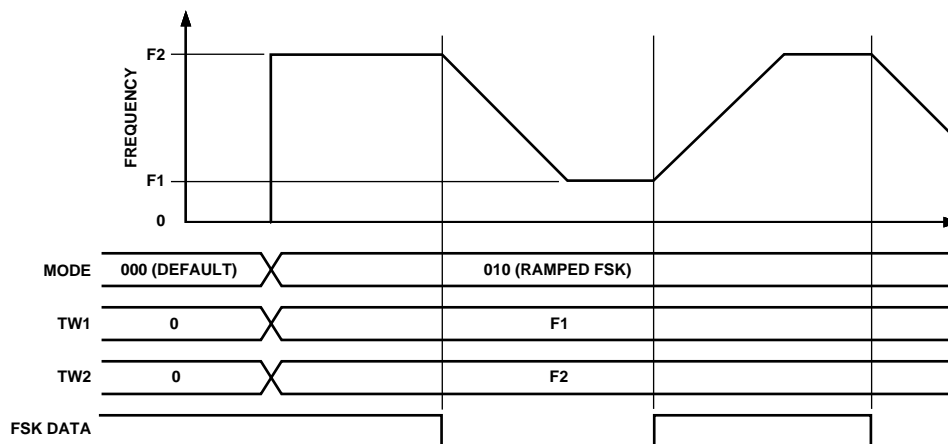 F2
FREQUENCY
F1
0
MODE 000 (DEFAULT) 010 (RAMPED FSK)
TW1 0 F1
TW2 0 F2
FSK DATA